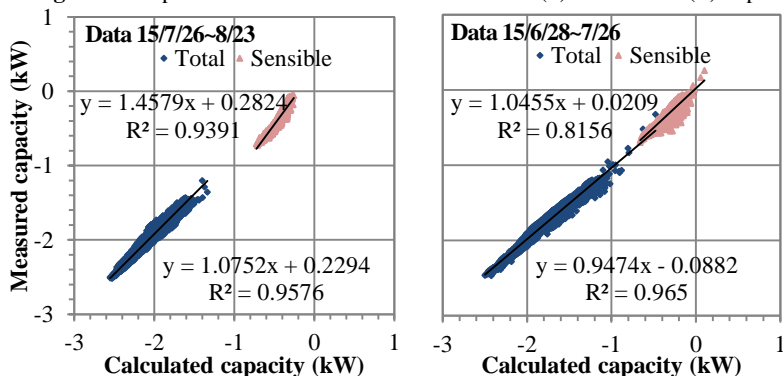 Data 15/7/26~8/23
Total Sensible
y = 1.4579x + 0.2824
R² = 0.9391
y = 1.0752x + 0.2294
R² = 0.9576
Measured capacity (kW)
1
0
-1
-2
-3
-3 -2 -1 0 1
Calculated capacity (kW)
Data 15/6/28~7/26
Total Sensible
y = 1.0455x + 0.0209
R² = 0.8156
y = 0.9474x - 0.0882
R² = 0.965
-3 -2 -1 0 1
Calculated capacity (kW)